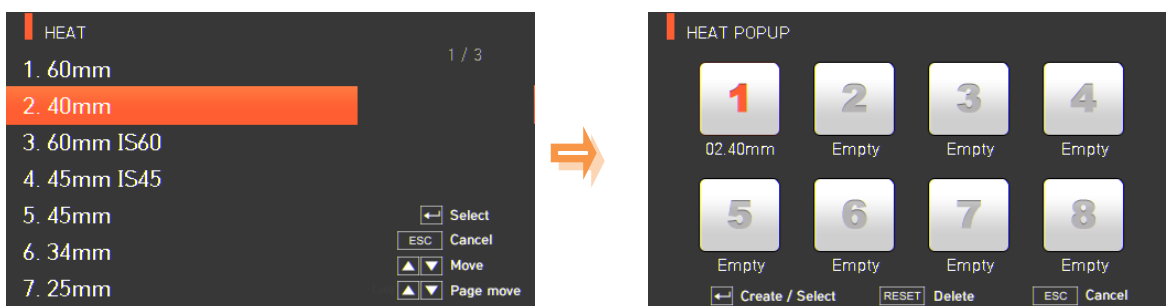 HEAT
1 / 3
1. 60mm
2. 40mm
3. 60mm IS60
4. 45mm IS45
5. 45mm
6. 34mm
7. 25mm
Select
ESC Cancel
Move
Page move
HEAT POPUP
1 2 3 4
02.40mm Empty Empty Empty
5 6 7 8
Empty Empty Empty Empty
Create / Select RESET Delete ESC Cancel